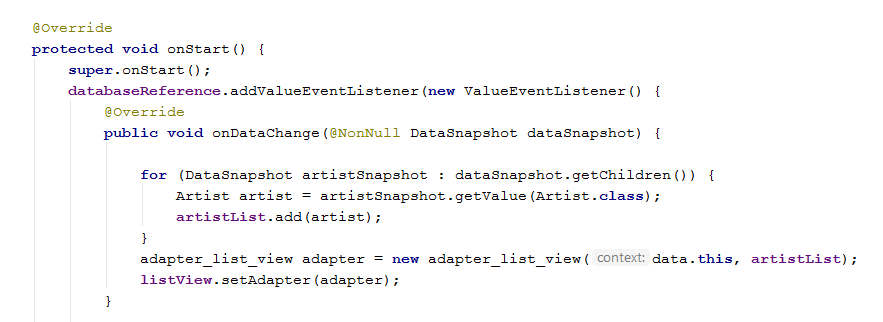 @Override
protected void onStart() {
super.onStart();
databaseReference.addValueEventListener(new ValueEventListener() {
@Override
public void onDataChange(@NonNull DataSnapshot dataSnapshot) {
for (DataSnapshot artistSnapshot : dataSnapshot.getChildren()) {
Artist artist = artistSnapshot.getValue(Artist.class);
artistList.add(artist);
}
adapter_list_view adapter = new adapter_list_view( context: data.this, artistList);
listView.setAdapter(adapter);
}